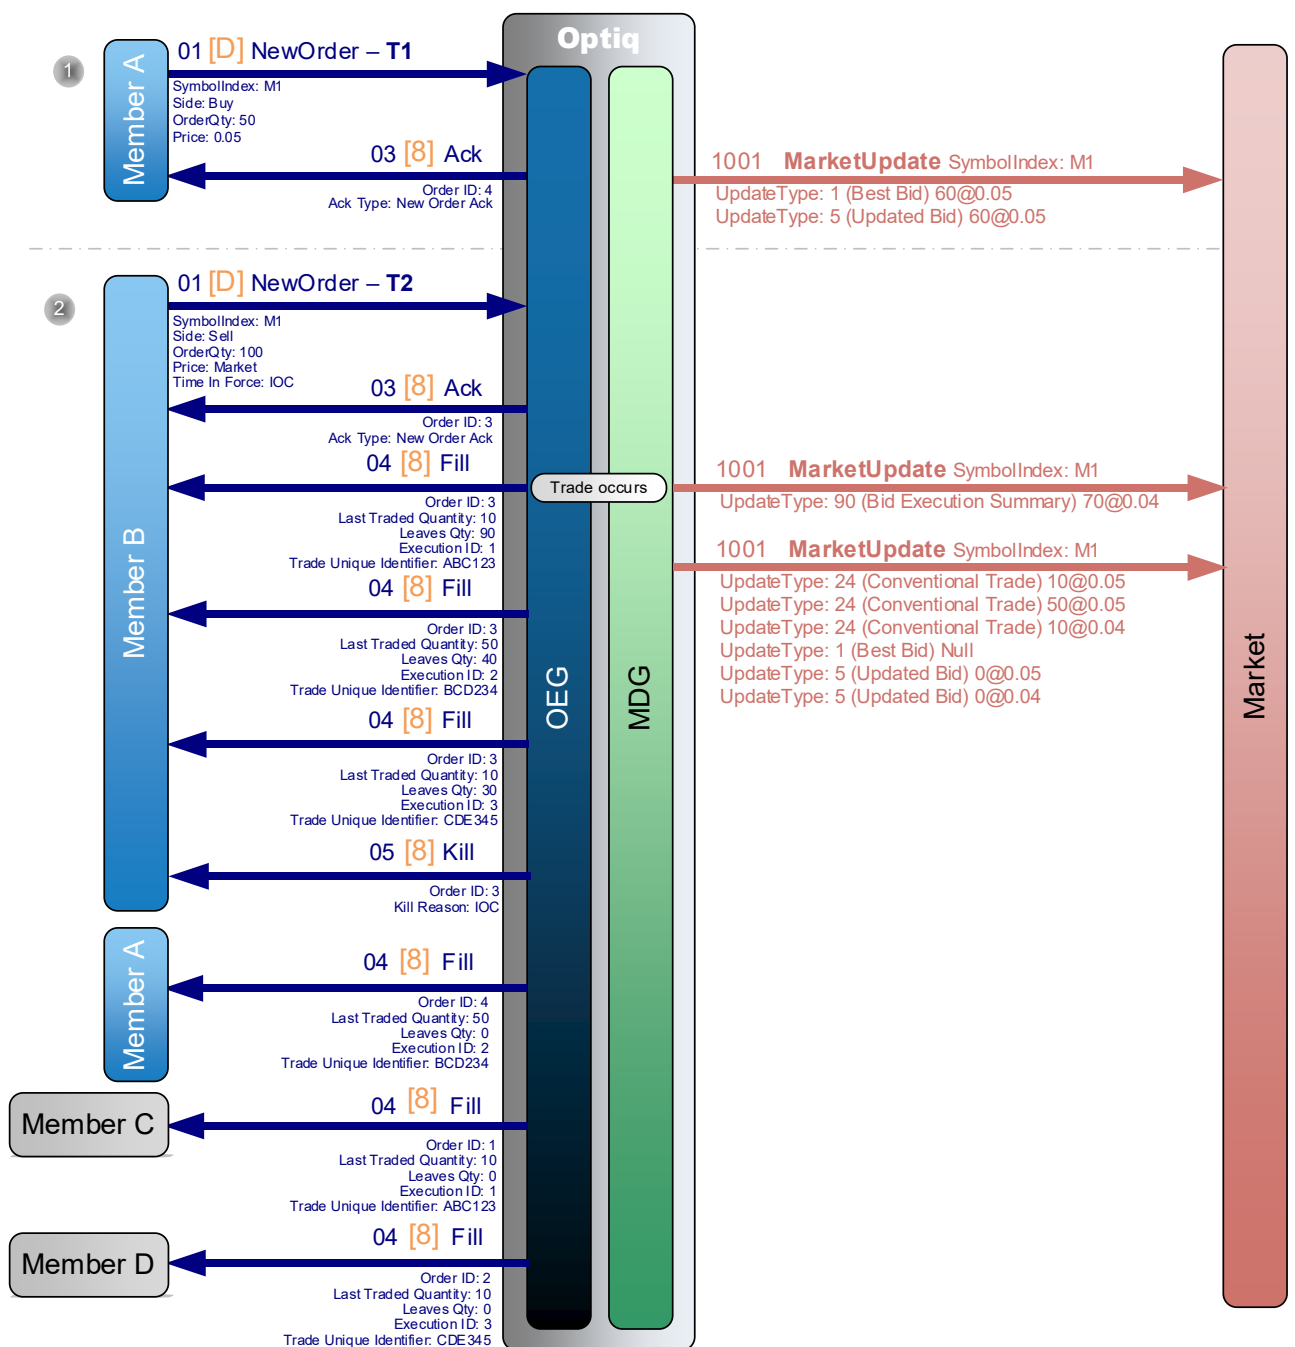 Optiq
1
Member A
01 [D] NewOrder – T1
SymbolIndex: M1
Side: Buy
OrderQty: 50
Price: 0.05
03 [8] Ack
Order ID: 4
Ack Type: New Order Ack
1001 MarketUpdate SymbolIndex: M1
UpdateType: 1 (Best Bid) 60@0.05
UpdateType: 5 (Updated Bid) 60@0.05
2
Member B
01 [D] NewOrder – T2
SymbolIndex: M1
Side: Sell
OrderQty: 100
Price: Market
Time In Force: IOC
03 [8] Ack
Order ID: 3
Ack Type: New Order Ack
04 [8] Fill
Order ID: 3
Last Traded Quantity: 10
Leaves Qty: 90
Execution ID: 1
Trade Unique Identifier: ABC123
Trade occurs
1001 MarketUpdate SymbolIndex: M1
UpdateType: 90 (Bid Execution Summary) 70@0.04
1001 MarketUpdate SymbolIndex: M1
UpdateType: 24 (Conventional Trade) 10@0.05
UpdateType: 24 (Conventional Trade) 50@0.05
UpdateType: 24 (Conventional Trade) 10@0.04
UpdateType: 1 (Best Bid) Null
UpdateType: 5 (Updated Bid) 0@0.05
UpdateType: 5 (Updated Bid) 0@0.04
04 [8] Fill
Order ID: 3
Last Traded Quantity: 50
Leaves Qty: 40
Execution ID: 2
Trade Unique Identifier: BCD234
OEG
MDG
Market
04 [8] Fill
Order ID: 3
Last Traded Quantity: 10
Leaves Qty: 30
Execution ID: 3
Trade Unique Identifier: CDE345
05 [8] Kill
Order ID: 3
Kill Reason: IOC
Member A
04 [8] Fill
Order ID: 4
Last Traded Quantity: 50
Leaves Qty: 0
Execution ID: 2
Trade Unique Identifier: BCD234
Member C
04 [8] Fill
Order ID: 1
Last Traded Quantity: 10
Leaves Qty: 0
Execution ID: 1
Trade Unique Identifier: ABC123
Member D
04 [8] Fill
Order ID: 2
Last Traded Quantity: 10
Leaves Qty: 0
Execution ID: 3
Trade Unique Identifier: CDE345